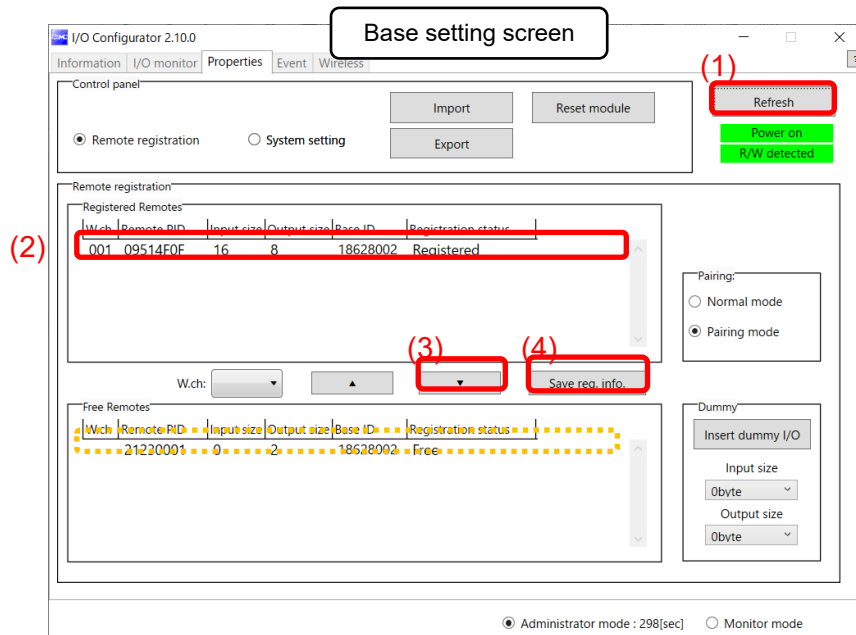 Base setting screen
I/O Configurator 2.10.0
Information I/O monitor Properties Event Wireless
(1)
Control panel
Import Reset module Refresh
Remote registration System setting Export
Power on
R/W detected
Remote registration
Registered Remotes
W.ch Remote PID Input size Output size Base ID Registration status
(2)
001 09514F0F 16 8 18628002 Registered
Pairing:
Normal mode
Pairing mode
(3) (4)
W.ch: ▲ ▼ Save reg. info.
Free Remotes
W.ch Remote PID Input size Output size Base ID Registration status
21230001 0 2 18628002 Free
Dummy
Insert dummy I/O
Input size
0byte
Output size
0byte
Administrator mode : 298[sec] Monitor mode